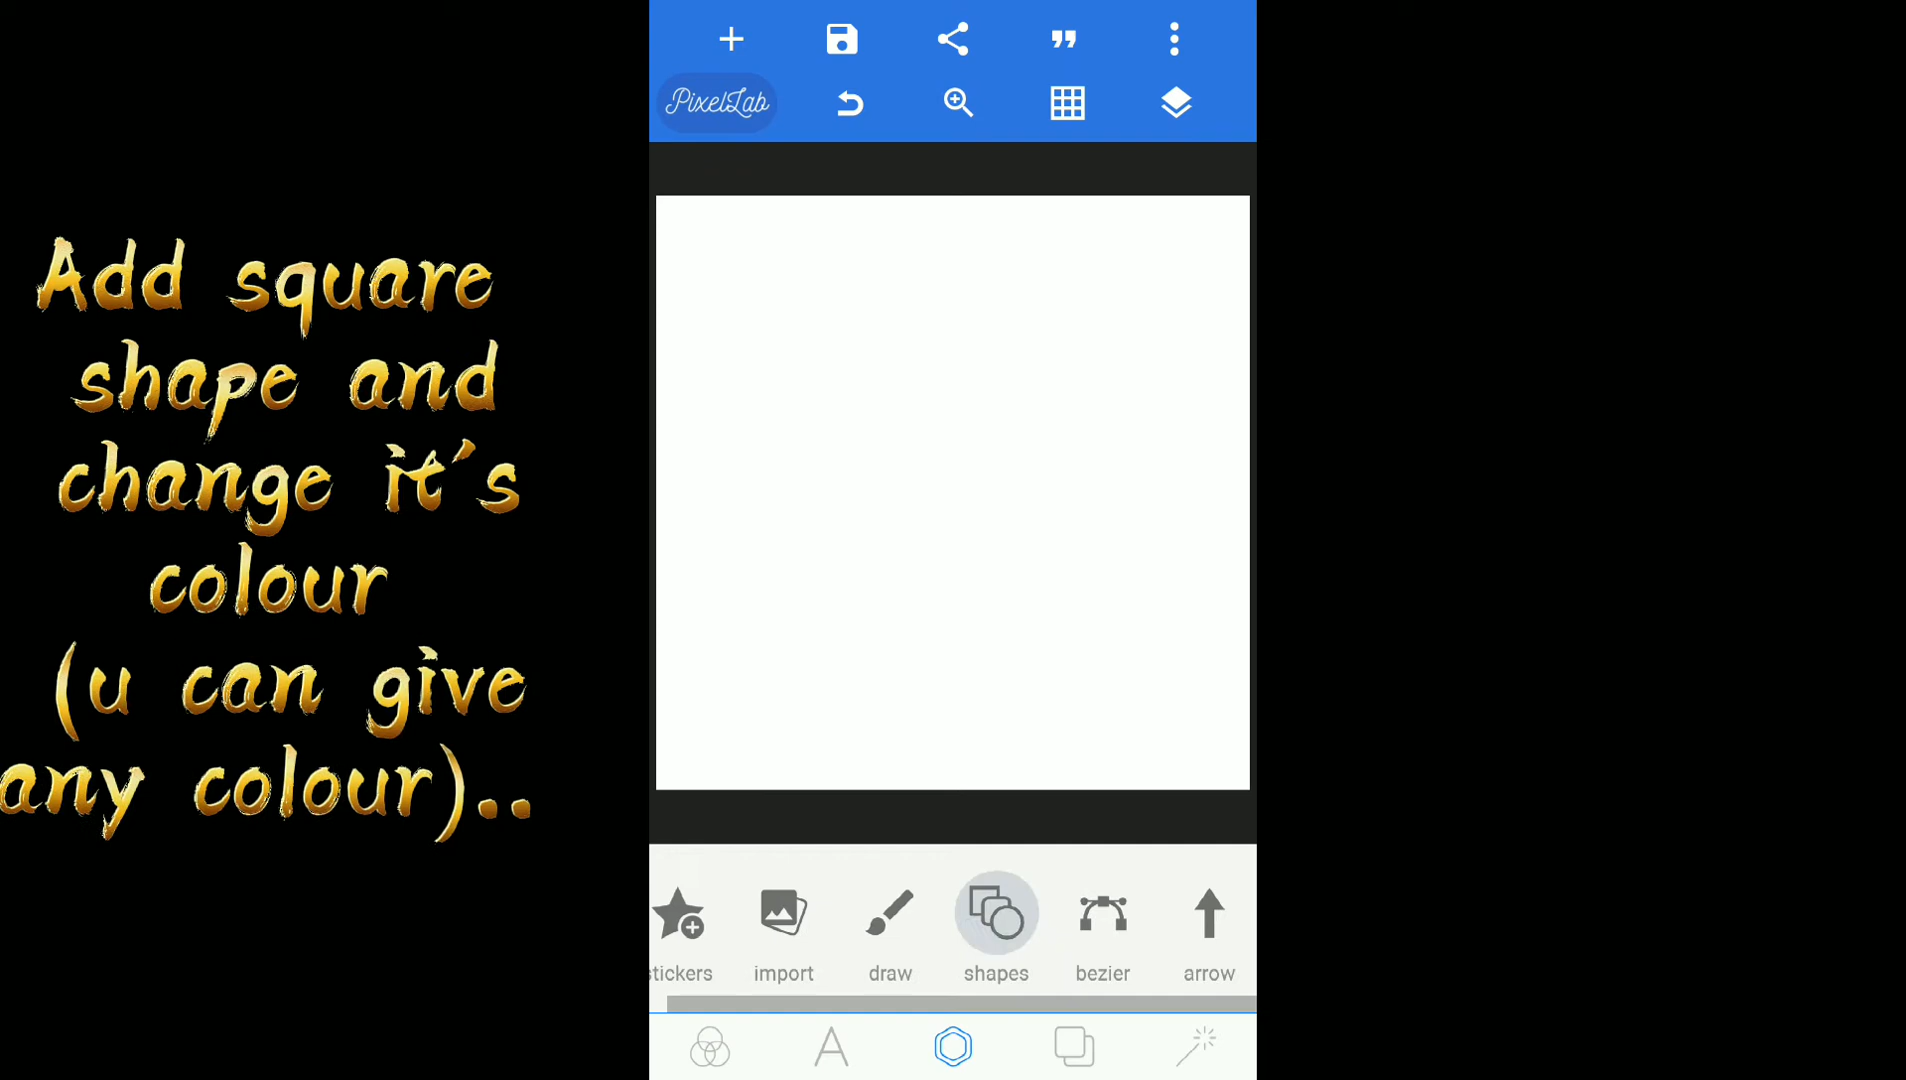 PixelLab
Add square
shape and
change it's
colour
(u can give
any colour)..
stickers import draw shapes bezier arrow